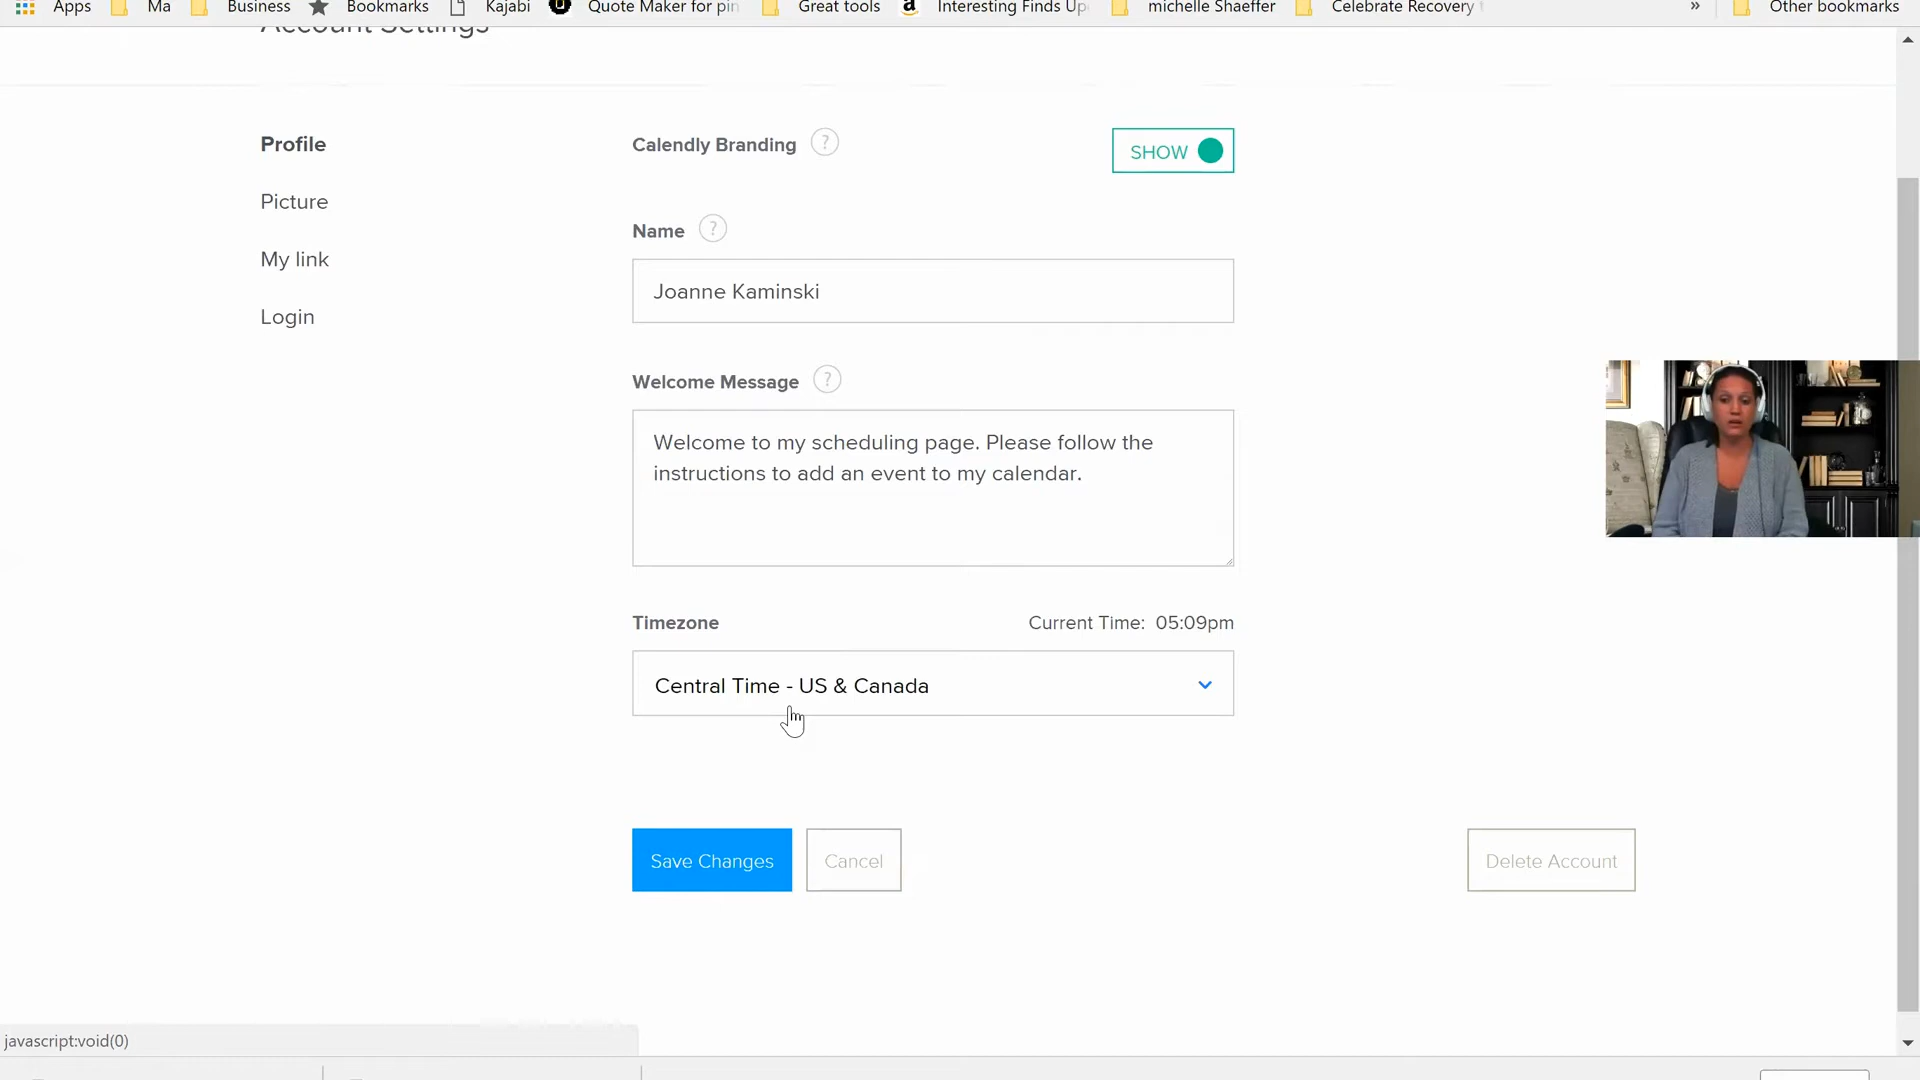 Apps Ma Business Bookmarks Kajabi Quote Maker for pin Great tools Interesting Finds Up michelle Shaeffer Celebrate Recovery » Other bookmarks
Account Settings
Profile
Picture
My link
Login
Calendly Branding ?
SHOW
Name ?
Joanne Kaminski
Welcome Message ?
Welcome to my scheduling page. Please follow the
instructions to add an event to my calendar.
Timezone Current Time: 05:09pm
Central Time - US & Canada
Save Changes Cancel Delete Account
javascript:void(0)